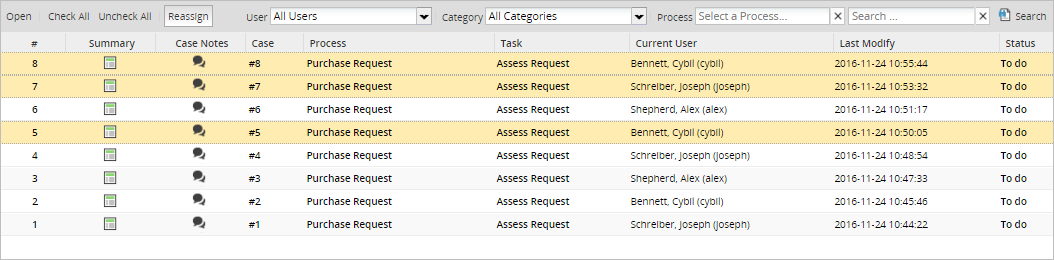 Open Check All Uncheck All Reassign User All Users Category All Categories Process Select a Process... Search ... Search
# Summary Case Notes Case Process Task Current User Last Modify Status
8 #8 Purchase Request Assess Request Bennett, Cybil (cybil) 2016-11-24 10:55:44 To do
7 #7 Purchase Request Assess Request Schreiber, Joseph (Joseph) 2016-11-24 10:53:32 To do
6 #6 Purchase Request Assess Request Shepherd, Alex (alex) 2016-11-24 10:51:17 To do
5 #5 Purchase Request Assess Request Bennett, Cybil (cybil) 2016-11-24 10:50:05 To do
4 #4 Purchase Request Assess Request Schreiber, Joseph (Joseph) 2016-11-24 10:48:54 To do
3 #3 Purchase Request Assess Request Shepherd, Alex (alex) 2016-11-24 10:47:33 To do
2 #2 Purchase Request Assess Request Bennett, Cybil (cybil) 2016-11-24 10:45:46 To do
1 #1 Purchase Request Assess Request Schreiber, Joseph (Joseph) 2016-11-24 10:44:22 To do